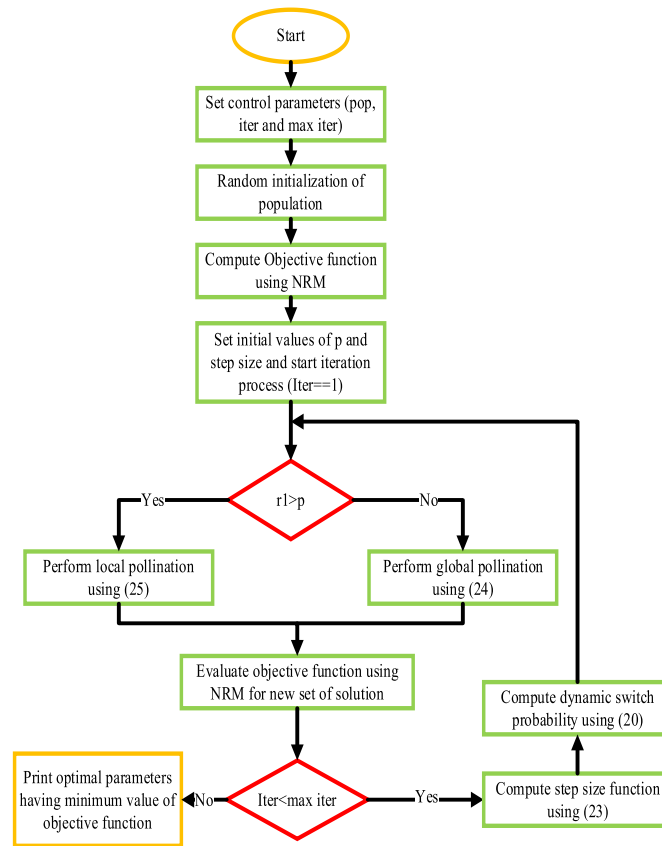 Start
Set control parameters (pop,
iter and max iter)
Random initialization of
population
Compute Objective function
using NRM
Set initial values of p and
step size and start iteration
process (Iter==1)
r1>p
Yes
No
Perform local pollination
using (25)
Perform global pollination
using (24)
Evaluate objective function using
NRM for new set of solution
Compute dynamic switch
probability using (20)
Print optimal parameters
having minimum value of
objective function
No
Iter<max iter
Yes
Compute step size function
using (23)